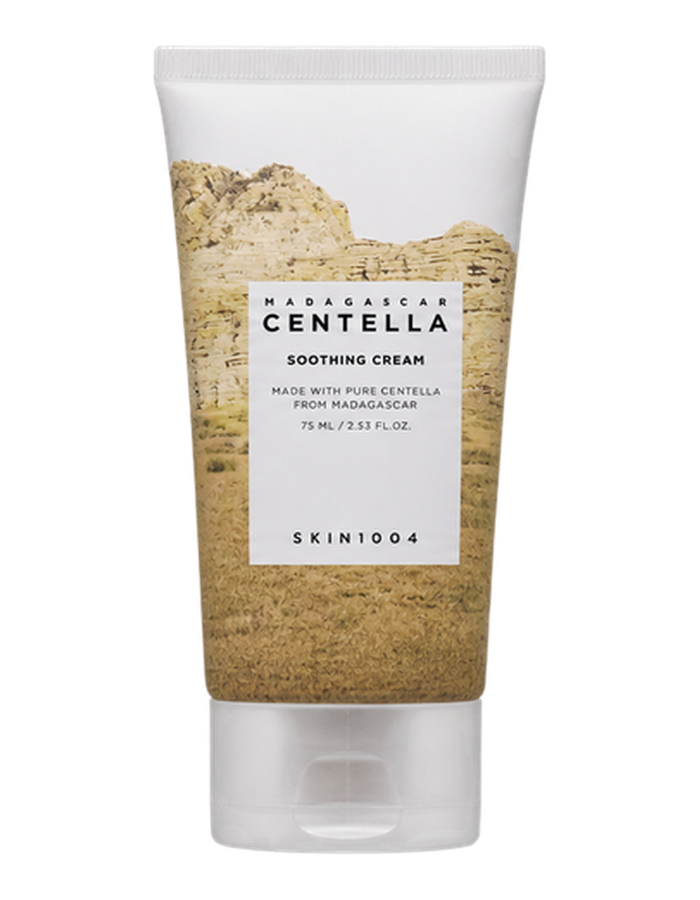 MADAGASCAR
CENTELLA
SOOTHING CREAM
MADE WITH PURE CENTELLA
FROM MADAGASCAR
75 ML / 2.53 FL.OZ.
SKIN1004